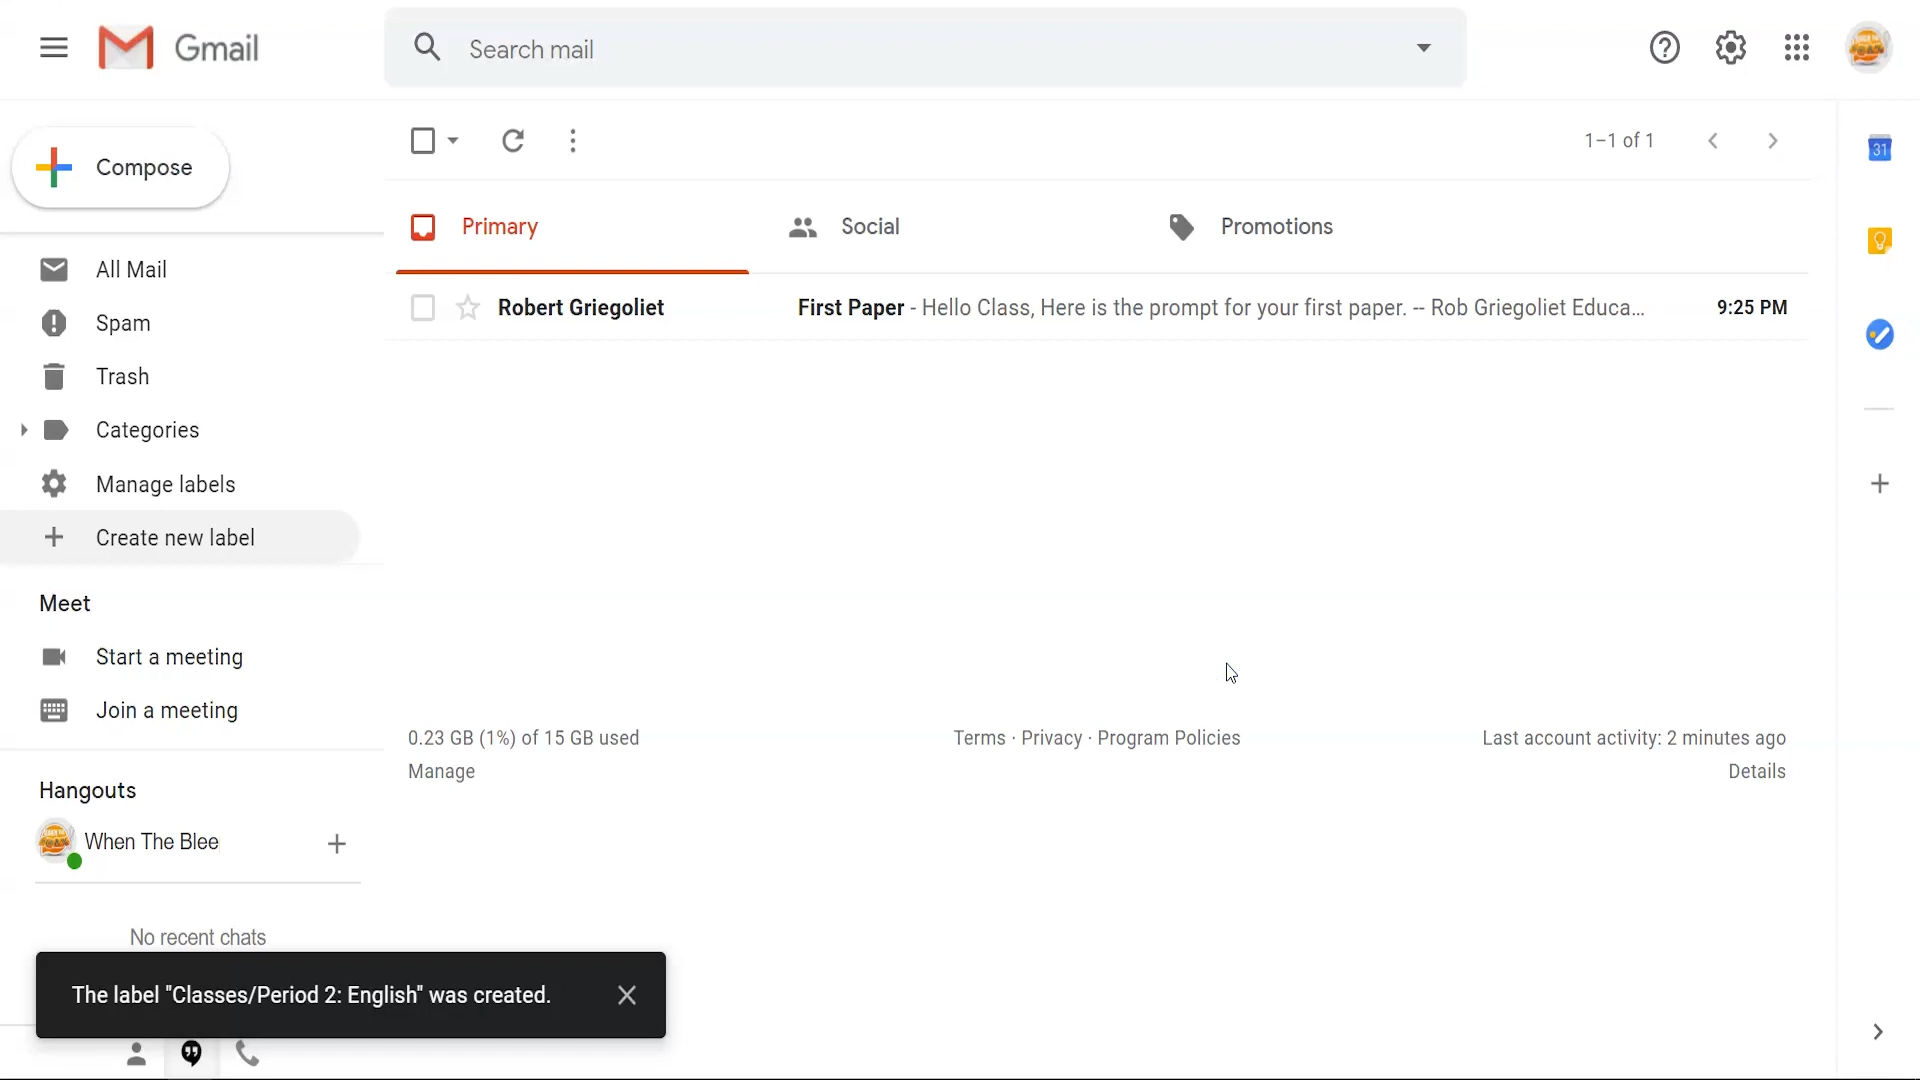 Gmail
Search mail
Compose
1–1 of 1
31
Primary
Social
Promotions
All Mail
Robert Griegoliet First Paper - Hello Class, Here is the prompt for your first paper. -- Rob Griegoliet Educa... 9:25 PM
Spam
Trash
Categories
Manage labels
Create new label
Meet
Start a meeting
Join a meeting
0.23 GB (1%) of 15 GB used
Manage
Terms · Privacy · Program Policies
Last account activity: 2 minutes ago
Details
Hangouts
When The Blee
No recent chats
The label "Classes/Period 2: English" was created.